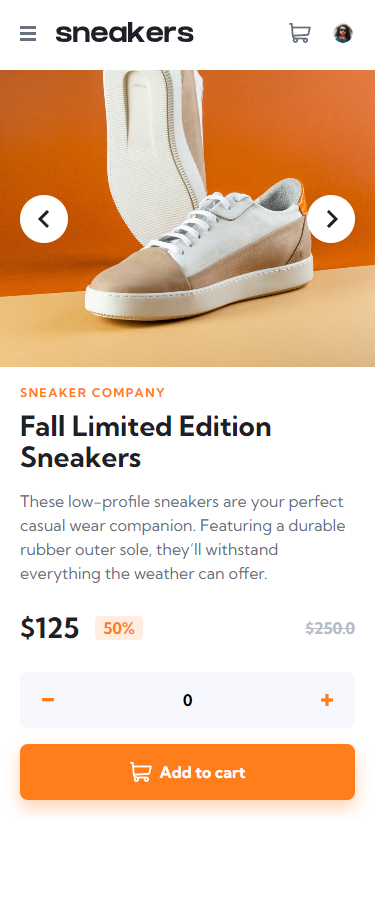 sneakers
SNEAKER COMPANY
Fall Limited Edition
Sneakers
These low-profile sneakers are your perfect
casual wear companion. Featuring a durable
rubber outer sole, they’ll withstand
everything the weather can offer.
$125 50% $250.0
0
Add to cart